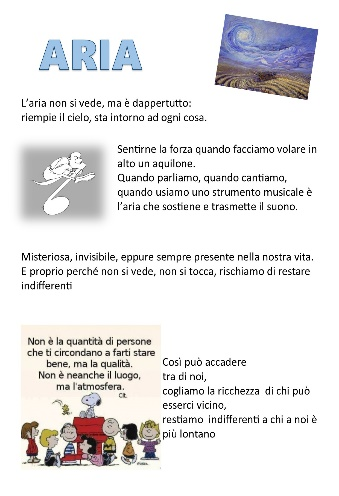 ARIA
L'aria non si vede, ma è dappertutto:
riempie il cielo, sta intorno ad ogni cosa.
Sentirne la forza quando facciamo volare in
alto un aquilone.
Quando parliamo, quando cantiamo,
quando usiamo uno strumento musicale è
l'aria che sostiene e trasmette il suono.
Misteriosa, invisibile, eppure sempre presente nella nostra vita.
E proprio perché non si vede, non si tocca, rischiamo di restare
indifferenti
Non è la quantità di persone
che ti circondano a farti stare
bene, ma la qualità.
Non è neanche il luogo,
ma l'atmosfera.
Cit.
Così può accadere
tra di noi,
cogliamo la ricchezza di chi può
esserci vicino,
restiamo indifferenti a chi a noi è
più lontano